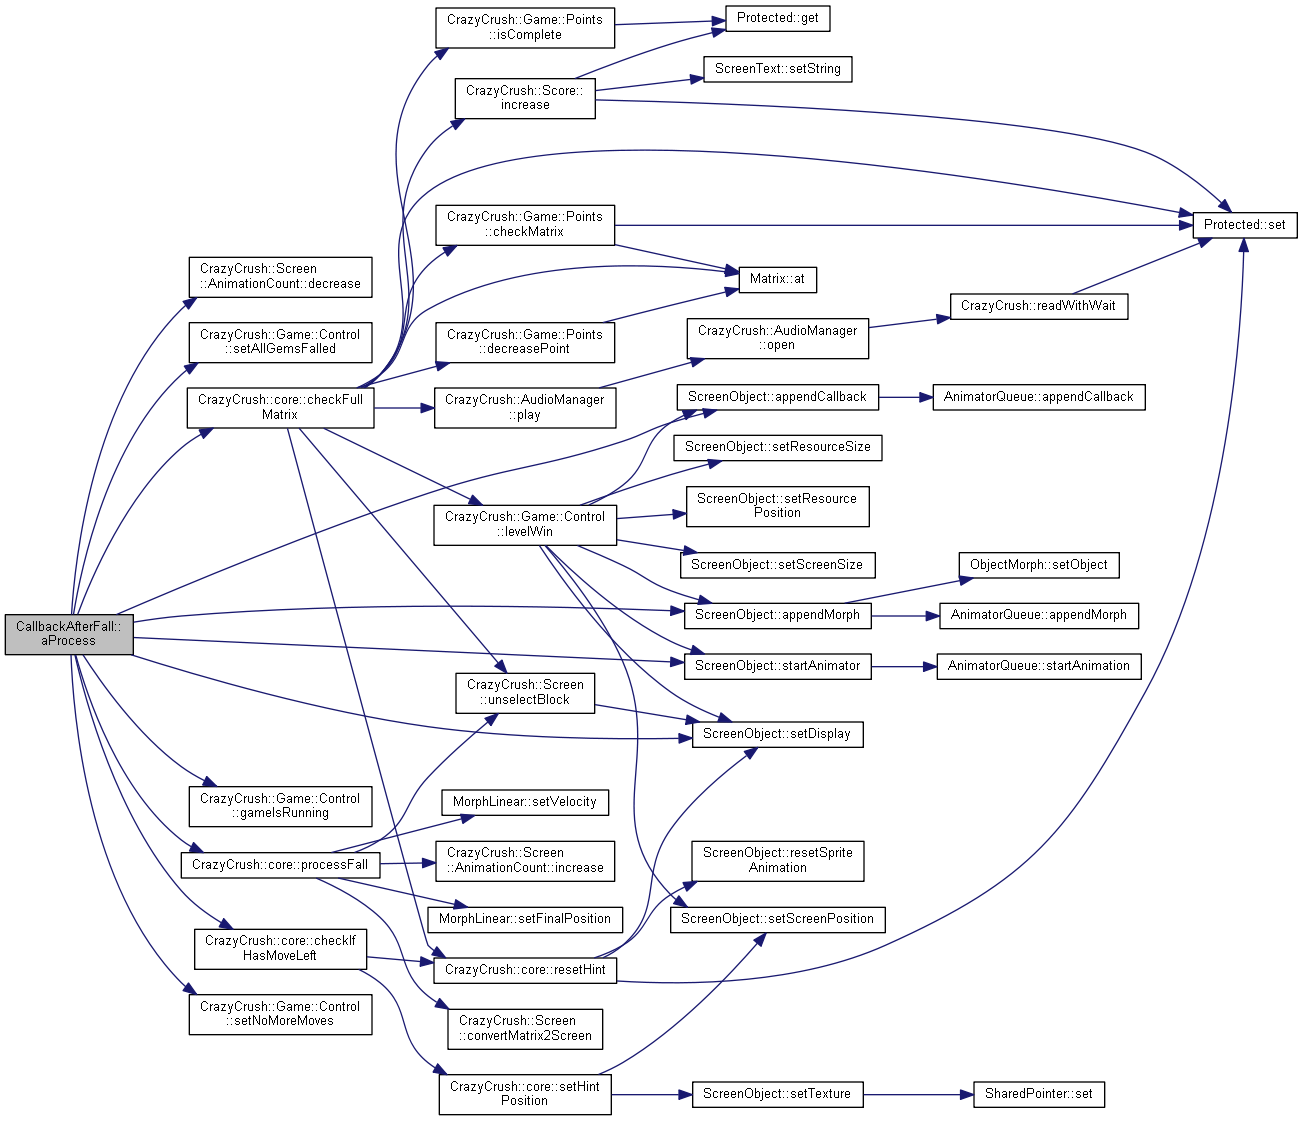 CrazyCrush::Game::Points
::isComplete
Protected::get
ScreenText::setString
CrazyCrush::Score::
increase
CrazyCrush::Game::Points
::checkMatrix
Protected::set
CrazyCrush::Screen
::AnimationCount::decrease
Matrix::at
CrazyCrush::readWithWait
CrazyCrush::Game::Control
::setAllGemsFalled
CrazyCrush::Game::Points
::decreasePoint
CrazyCrush::AudioManager
::open
CrazyCrush::core::checkFull
Matrix
CrazyCrush::AudioManager
::play
ScreenObject::appendCallback
AnimatorQueue::appendCallback
ScreenObject::setResourceSize
ScreenObject::setResource
Position
CrazyCrush::Game::Control
::levelWin
ScreenObject::setScreenSize
ObjectMorph::setObject
ScreenObject::appendMorph
AnimatorQueue::appendMorph
CallbackAfterFall::
aProcess
ScreenObject::startAnimator
AnimatorQueue::startAnimation
CrazyCrush::Screen
::unselectBlock
ScreenObject::setDisplay
CrazyCrush::Game::Control
::gameIsRunning
MorphLinear::setVelocity
CrazyCrush::core::processFall
CrazyCrush::Screen
::AnimationCount::increase
ScreenObject::resetSprite
Animation
MorphLinear::setFinalPosition
ScreenObject::setScreenPosition
CrazyCrush::core::checkIf
HasMoveLeft
CrazyCrush::core::resetHint
CrazyCrush::Game::Control
::setNoMoreMoves
CrazyCrush::Screen
::convertMatrix2Screen
CrazyCrush::core::setHint
Position
ScreenObject::setTexture
SharedPointer::set